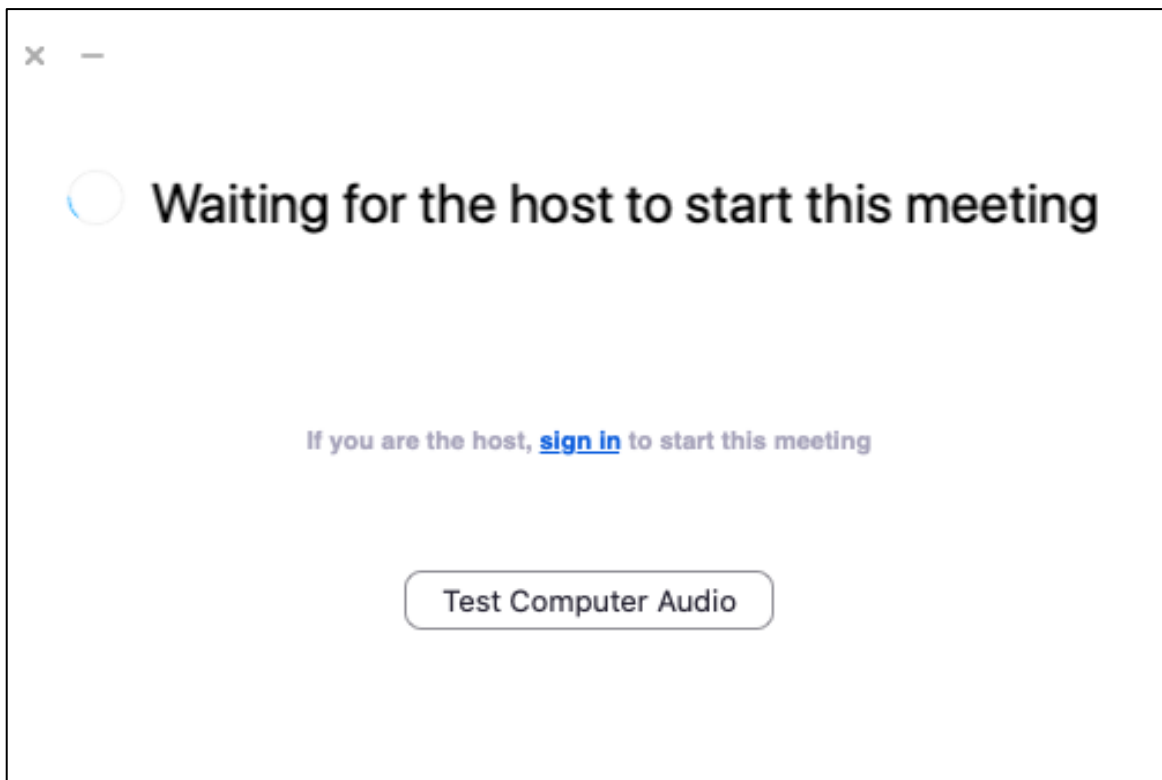 Waiting for the host to start this meeting
If you are the host, sign in to start this meeting
Test Computer Audio